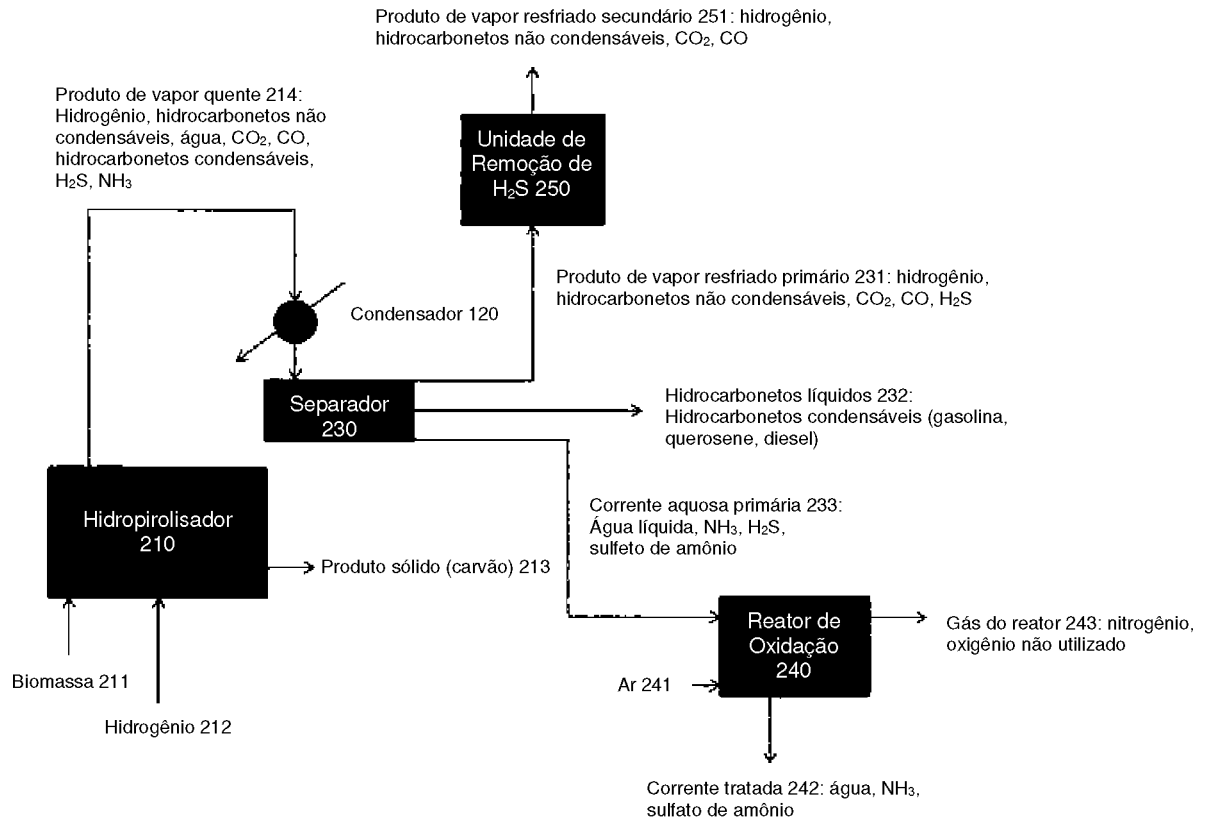 Produto de vapor resfriado secundário 251: hidrogênio,
hidrocarbonetos não condensáveis, CO₂, CO
Produto de vapor quente 214:
Hidrogênio, hidrocarbonetos não
condensáveis, água, CO₂, CO,
hidrocarbonetos condensáveis,
H₂S, NH₃
Unidade de
Remoção de
H₂S 250
Produto de vapor resfriado primário 231: hidrogênio,
hidrocarbonetos não condensáveis, CO₂, CO, H₂S
Condensador 120
Separador
230
Hidrocarbonetos líquidos 232:
Hidrocarbonetos condensáveis (gasolina,
querosene, diesel)
Hidropirolisador
210
Corrente aquosa primária 233:
Água líquida, NH₃, H₂S,
sulfeto de amônio
Produto sólido (carvão) 213
Reator de
Oxidação
240
Gás do reator 243: nitrogênio,
oxigênio não utilizado
Biomassa 211
Ar 241
Hidrogênio 212
Corrente tratada 242: água, NH₃,
sulfato de amônio